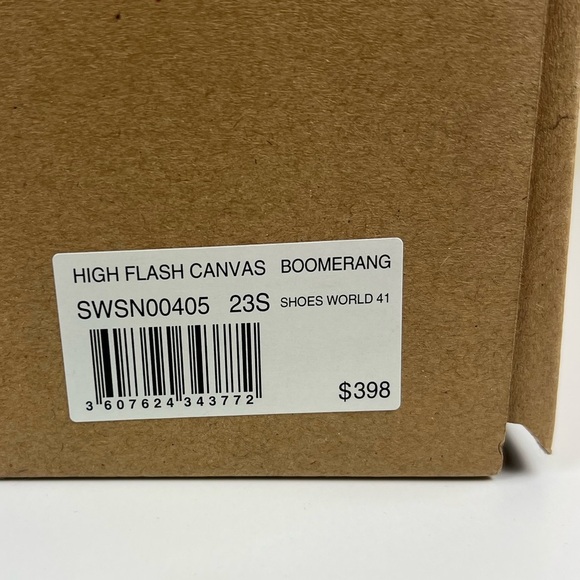 HIGH FLASH CANVAS BOOMERANG
SWSN00405 23S SHOES WORLD 41
3 607624 343772
$398